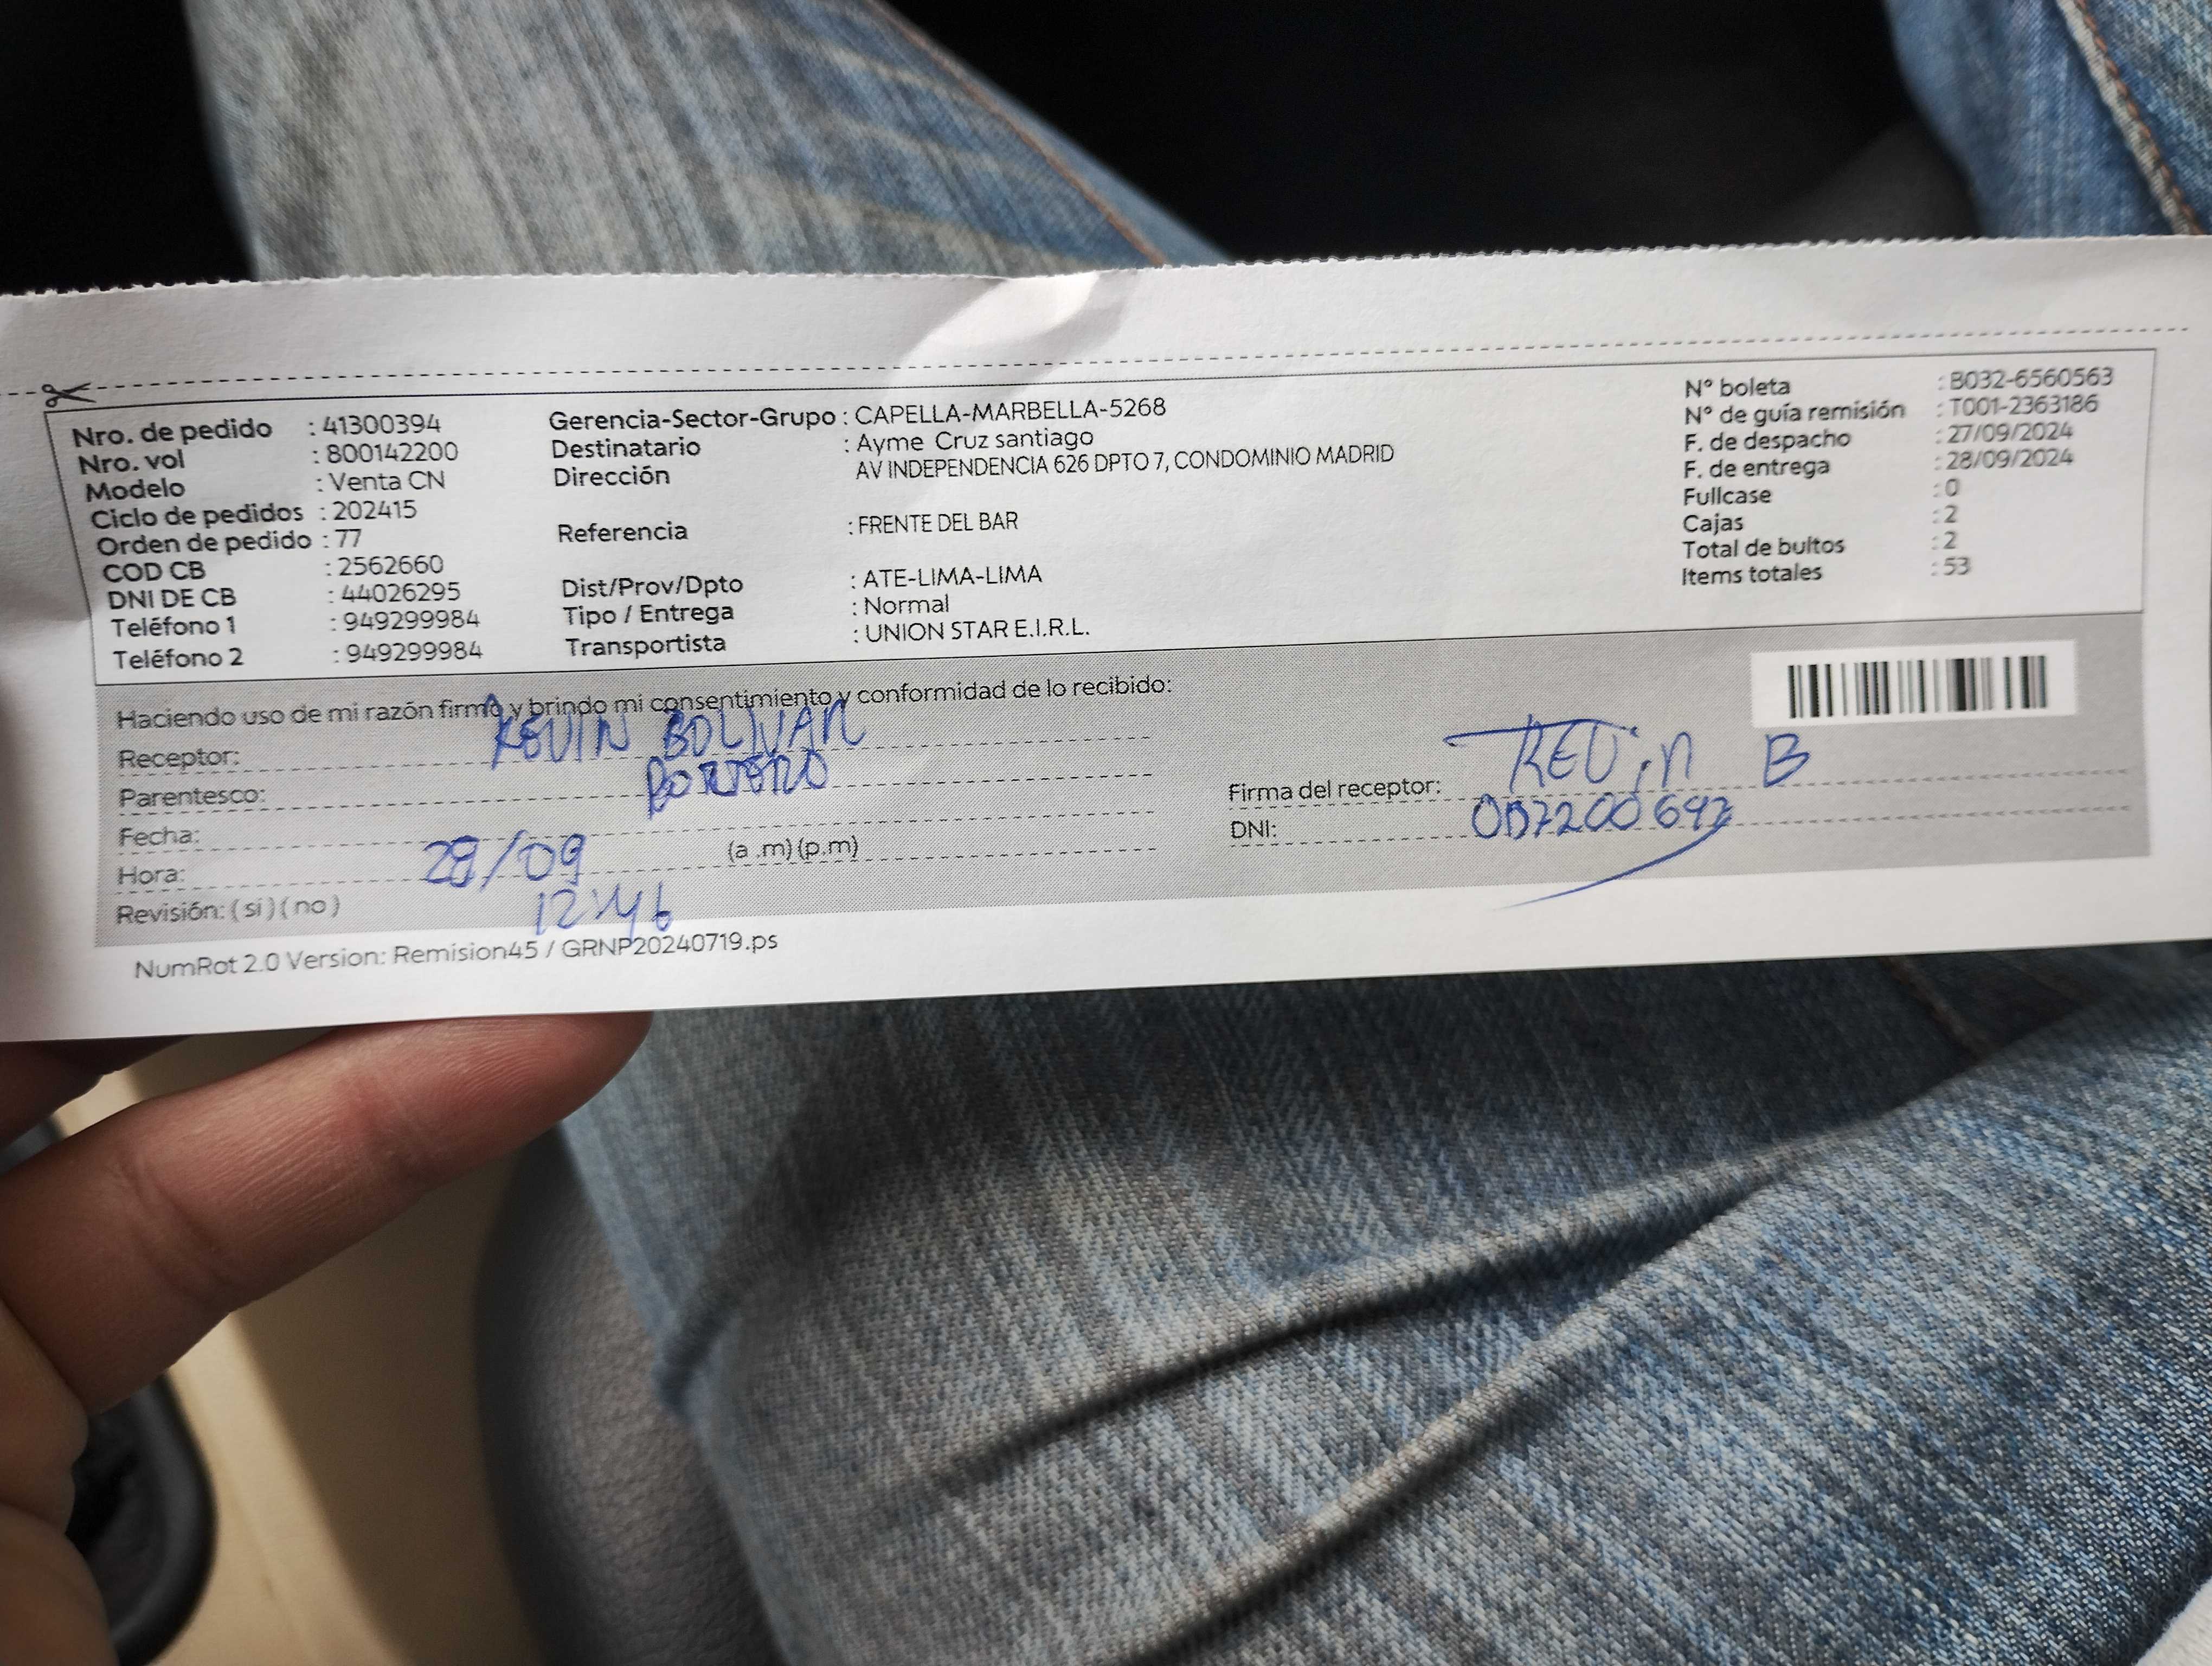 Nro. de pedido : 41300394
Nro. vol : 800142200
Modelo : Venta CN
Ciclo de pedidos : 202415
Orden de pedido : 77
COD CB : 2562660
DNI DE CB : 44026295
Teléfono 1 : 949299984
Teléfono 2 : 949299984
Gerencia-Sector-Grupo : CAPELLA-MARBELLA-5268
Destinatario : Ayme Cruz santiago
Dirección AV INDEPENDENCIA 626 DPTO 7, CONDOMINIO MADRID
Referencia : FRENTE DEL BAR
Dist/Prov/Dpto : ATE-LIMA-LIMA
Tipo / Entrega : Normal
Transportista : UNION STAR E.I.R.L.
N° boleta : B032-6560563
N° de guía remisión : T001-2363186
F. de despacho : 27/09/2024
F. de entrega : 28/09/2024
Fullcase : 0
Cajas : 2
Total de bultos : 2
Items totales : 53
Haciendo uso de mi razón firmo y brindo mi consentimiento y conformidad de lo recibido:
Receptor: KEVIN BOLIVAR
Parentesco: PORTERO
Fecha: 28/09
Hora: 12:46 (a .m) (p.m)
Revisión: ( si ) ( no )
Firma del receptor: KEVIN B
DNI:
NumRot 2.0 Version: Remision45 / GRNP20240719.ps